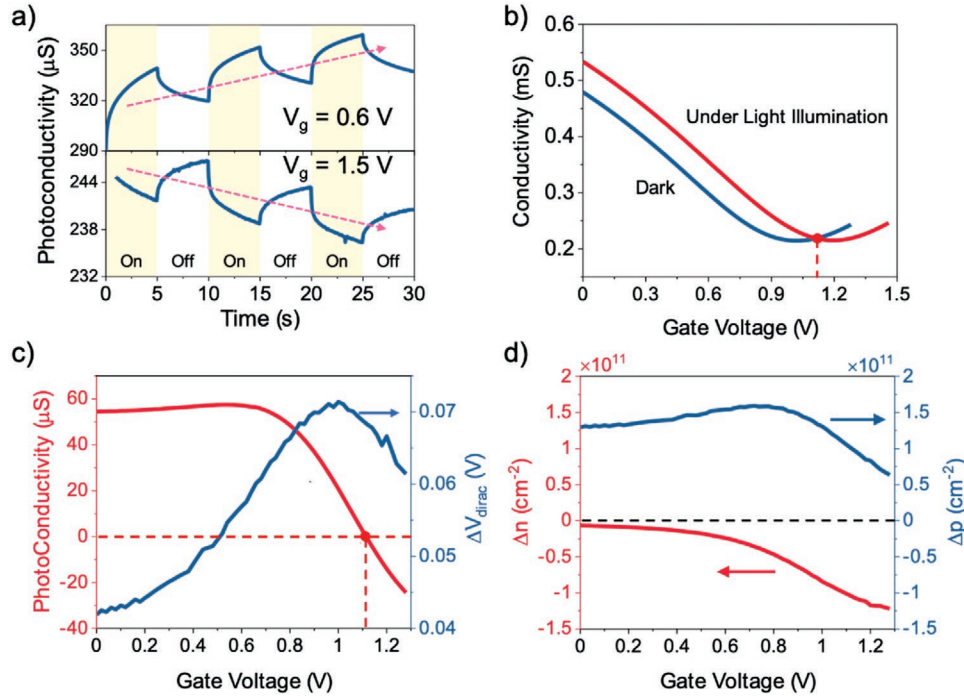 a)
Photoconductivity (µS)
350
320
290
V_g = 0.6 V
V_g = 1.5 V
244
238
232
On Off On Off On Off
0 5 10 15 20 25 30
Time (s)
b)
Conductivity (mS)
0.6
0.5
0.4
0.3
0.2
Under Light Illumination
Dark
0.0 0.3 0.6 0.9 1.2 1.5
Gate Voltage (V)
c)
PhotoConductivity (µS)
60
40
20
0
-20
-40
0.07
0.06
0.05
0.04
ΔV_dirac (V)
0 0.2 0.4 0.6 0.8 1 1.2
Gate Voltage (V)
d)
×10^11
×10^11
Δn (cm^-2)
2
1.5
1
0.5
0
-0.5
-1
-1.5
2
1.5
1
0.5
0
-0.5
-1
-1.5
Δp (cm^-2)
0 0.2 0.4 0.6 0.8 1 1.2
Gate Voltage (V)